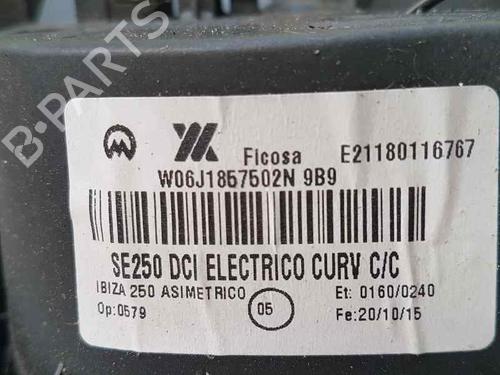 B-PARTS
Ficosa E21180116767
W06J1857502N 9B9
SE250 DCI ELECTRICO CURV C/C
IBIZA 250 ASIMETRICO 05 Et: 0160/0240
Op:0579 Fe:20/10/15